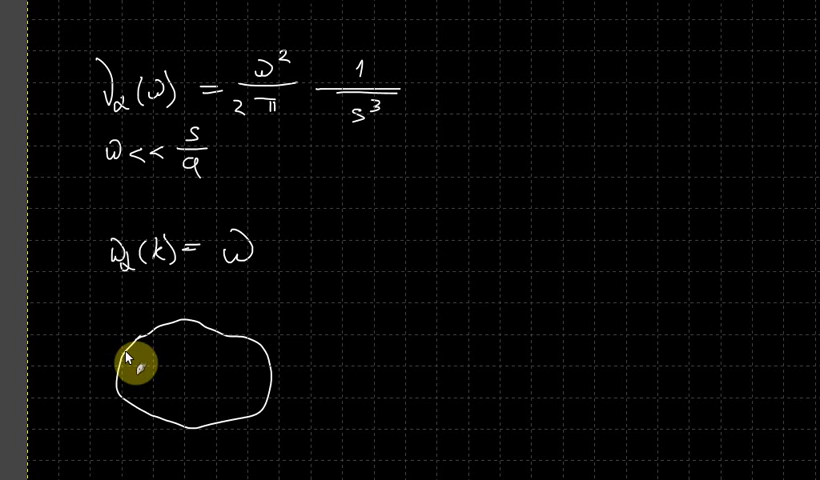 ν_α(ω) = ω² / 2π 1 / s³
ω << s / a
ω_α(k) = ω